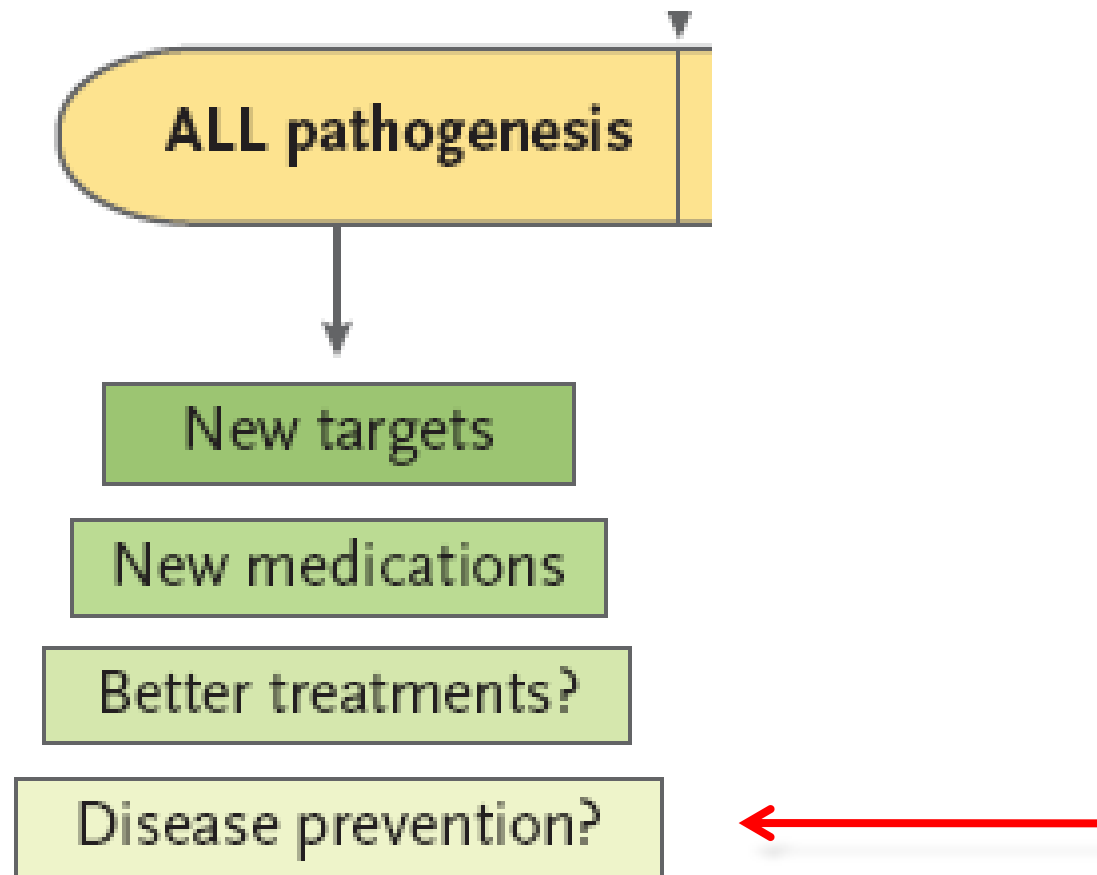 ALL pathogenesis
New targets
New medications
Better treatments?
Disease prevention?